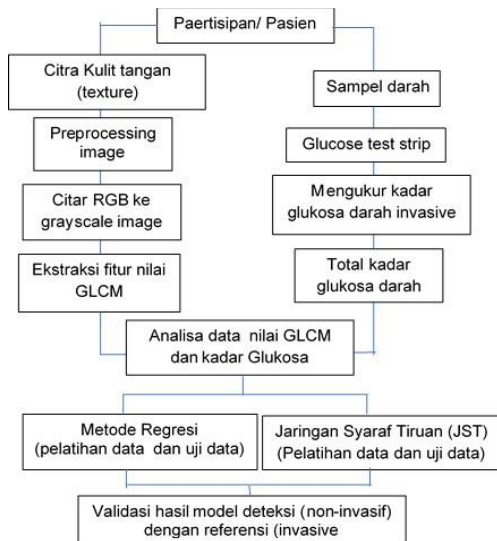 Paertisipan/ Pasien
Citra Kulit tangan
(texture)
Preprocessing
image
Citar RGB ke
grayscale image
Ekstraksi fitur nilai
GLCM
Sampel darah
Glucose test strip
Mengukur kadar
glukosa darah invasive
Total kadar
glukosa darah
Analisa data nilai GLCM
dan kadar Glukosa
Metode Regresi
(pelatihan data dan uji data)
Jaringan Syaraf Tiruan (JST)
(Pelatihan data dan uji data)
Validasi hasil model deteksi (non-invasif)
dengan referensi (invasive